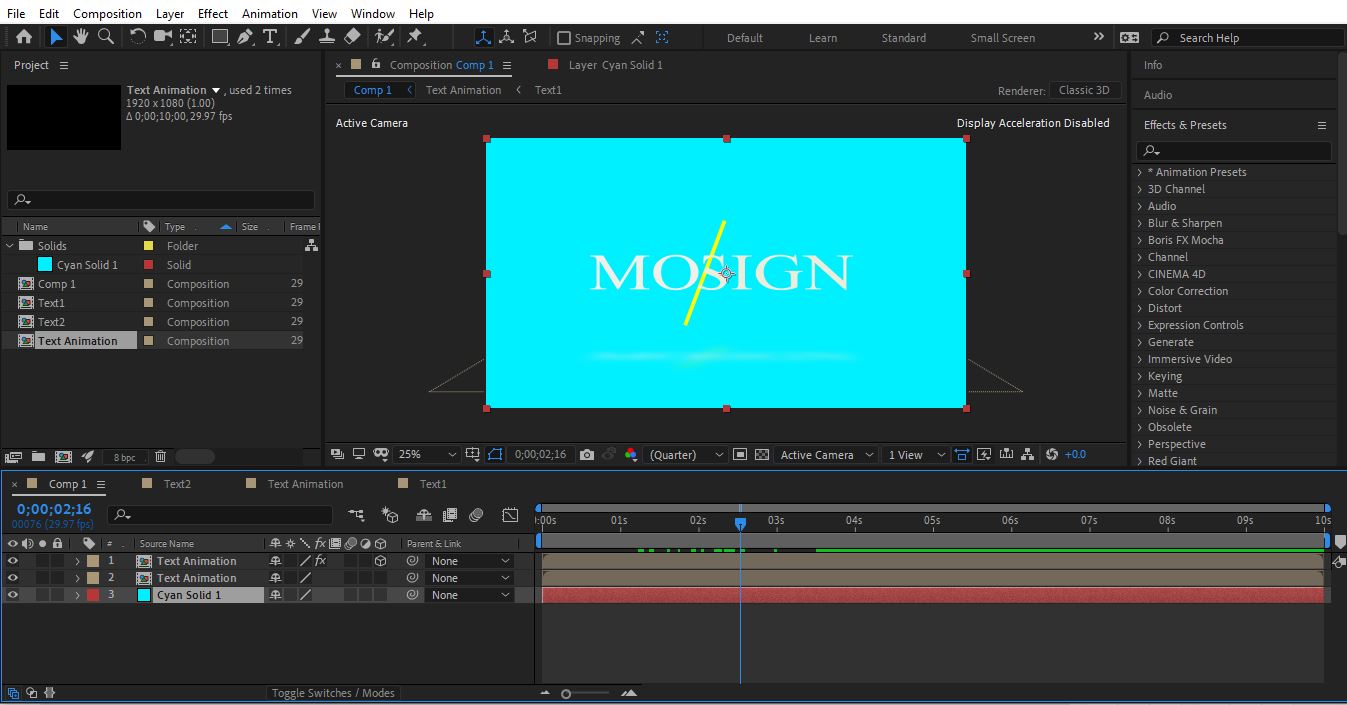 File Edit Composition Layer Effect Animation View Window Help
Snapping Default Learn Standard Small Screen Search Help
Project
Text Animation , used 2 times
1920 x 1080 (1.00)
Δ 0;00;10;00, 29.97 fps
Name Type Size Frame
Solids Folder
Cyan Solid 1 Solid
Comp 1 Composition 29
Text1 Composition 29
Text2 Composition 29
Text Animation Composition 29
8 bpc
Composition Comp 1 Layer Cyan Solid 1
Comp 1 Text Animation Text1 Renderer: Classic 3D
Active Camera Display Acceleration Disabled
MOSIGN
25% 0;00;02;16 (Quarter) Active Camera 1 View +0.0
Info
Audio
Effects & Presets
* Animation Presets
3D Channel
Audio
Blur & Sharpen
Boris FX Mocha
Channel
CINEMA 4D
Color Correction
Distort
Expression Controls
Generate
Immersive Video
Keying
Matte
Noise & Grain
Obsolete
Perspective
Red Giant
Comp 1 Text2 Text Animation Text1
0;00;02;16
00076 (29.97 fps)
:00s 01s 02s 03s 04s 05s 06s 07s 08s 09s 10s
# Source Name fx Parent & Link
1 Text Animation fx None
2 Text Animation None
3 Cyan Solid 1 None
Toggle Switches / Modes